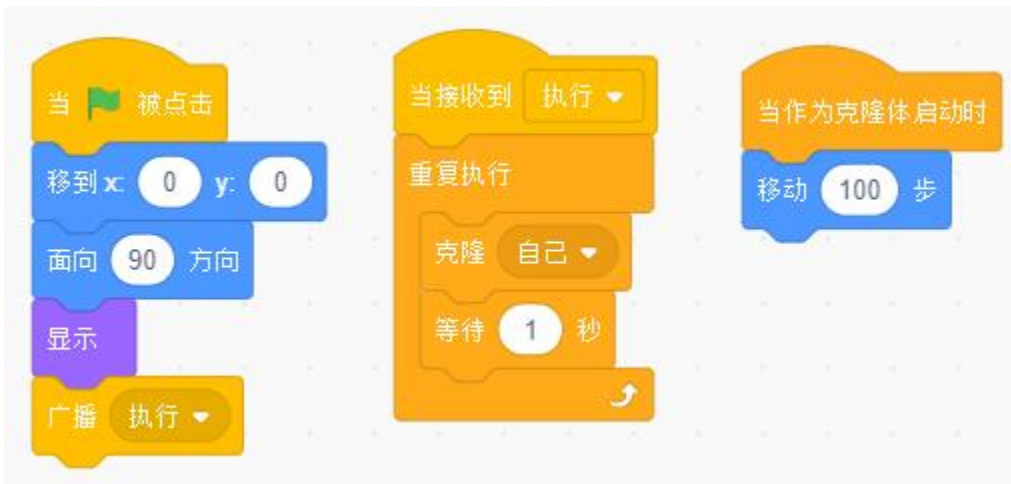 当 被点击
移到 x: 0 y: 0
面向 90 方向
显示
广播 执行
当接收到 执行
重复执行
克隆 自己
等待 1 秒
当作为克隆体启动时
移动 100 步